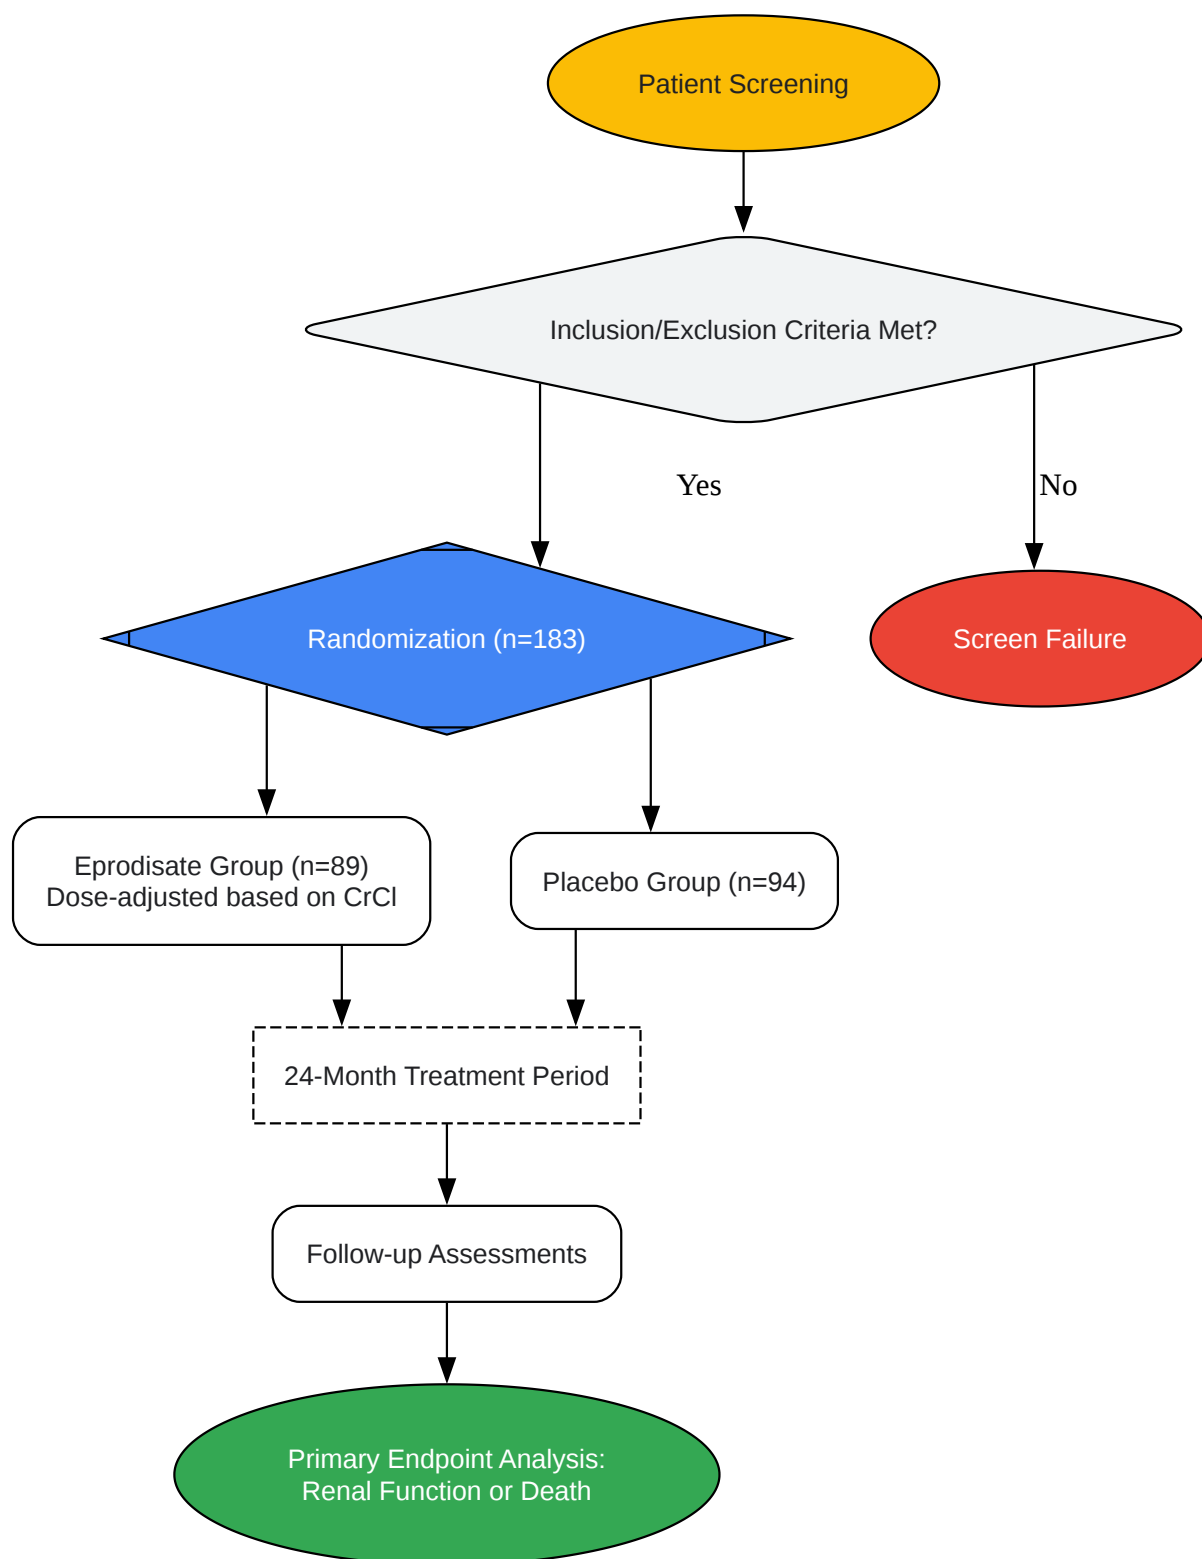 Patient Screening
Inclusion/Exclusion Criteria Met?
Yes
No
Randomization (n=183)
Screen Failure
Eprodisate Group (n=89)
Dose-adjusted based on CrCl
Placebo Group (n=94)
24-Month Treatment Period
Follow-up Assessments
Primary Endpoint Analysis:
Renal Function or Death